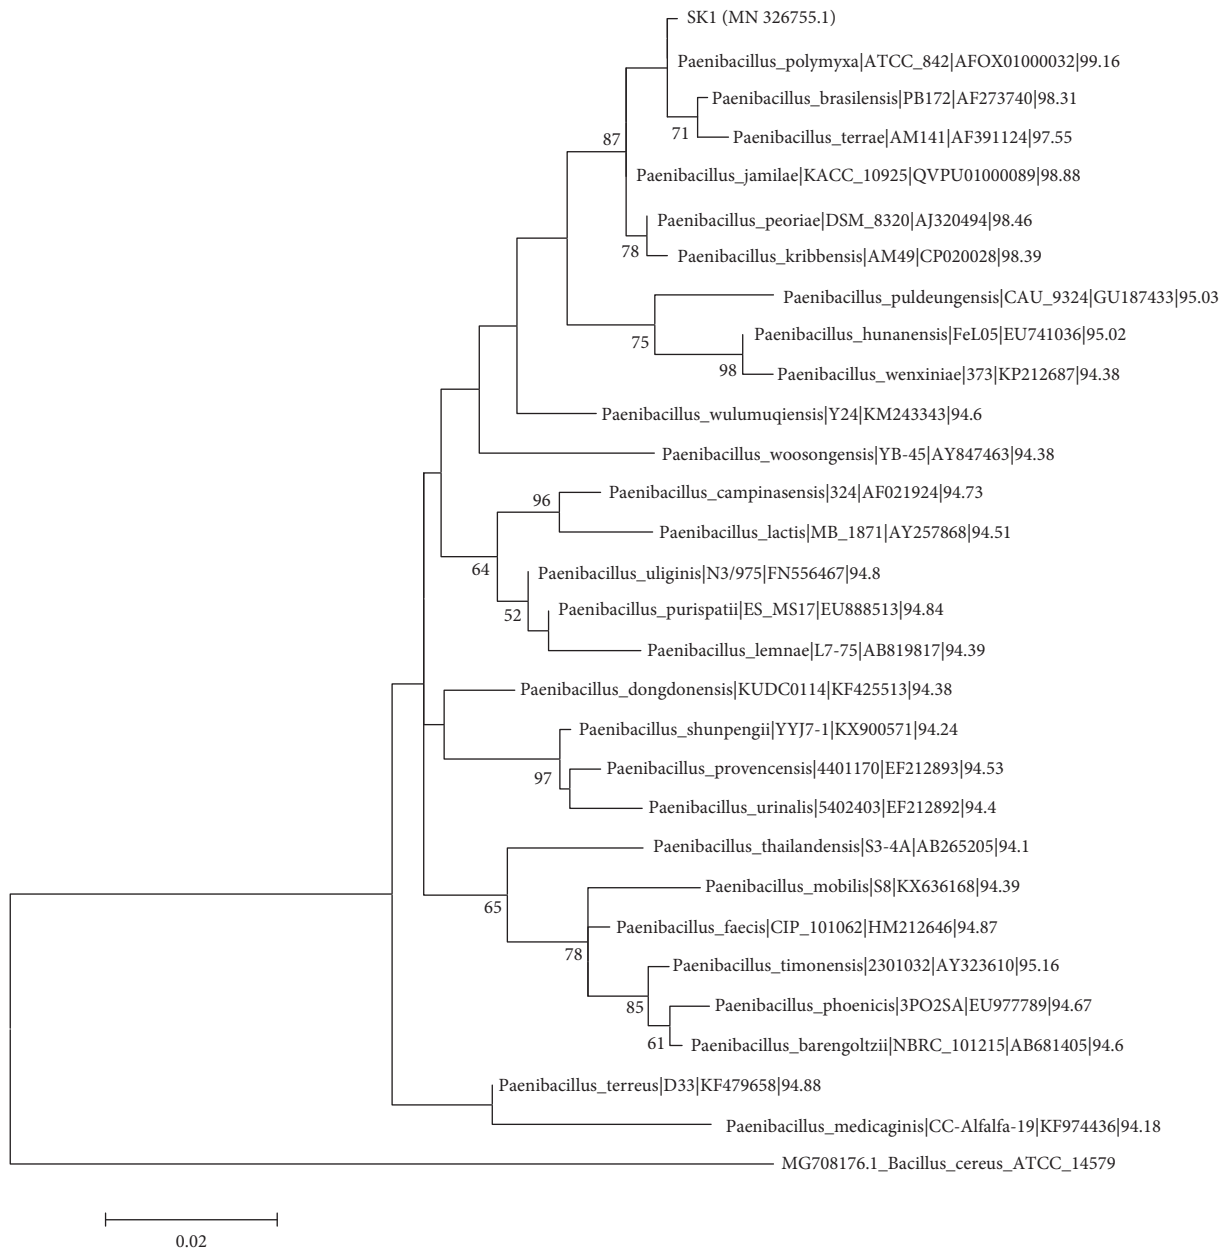 SK1 (MN 326755.1)
Paenibacillus_polymyxa|ATCC_842|AFOX01000032|99.16
Paenibacillus_brasilensis|PB172|AF273740|98.31
71
Paenibacillus_terrae|AM141|AF391124|97.55
87
Paenibacillus_jamilae|KACC_10925|QVPU01000089|98.88
Paenibacillus_peoriae|DSM_8320|AJ320494|98.46
78
Paenibacillus_kribbensis|AM49|CP020028|98.39
Paenibacillus_puldeungensis|CAU_9324|GU187433|95.03
75
Paenibacillus_hunanensis|FeL05|EU741036|95.02
98
Paenibacillus_wenxiniae|373|KP212687|94.38
Paenibacillus_wulumuqiensis|Y24|KM243343|94.6
Paenibacillus_woosongensis|YB-45|AY847463|94.38
96
Paenibacillus_campinasensis|324|AF021924|94.73
Paenibacillus_lactis|MB_1871|AY257868|94.51
64
Paenibacillus_uliginis|N3/975|FN556467|94.8
52
Paenibacillus_purispatii|ES_MS17|EU888513|94.84
Paenibacillus_lemnae|L7-75|AB819817|94.39
Paenibacillus_dongdonensis|KUDC0114|KF425513|94.38
Paenibacillus_shunpengii|YYJ7-1|KX900571|94.24
97
Paenibacillus_provencensis|4401170|EF212893|94.53
Paenibacillus_urinalis|5402403|EF212892|94.4
Paenibacillus_thailandensis|S3-4A|AB265205|94.1
65
Paenibacillus_mobilis|S8|KX636168|94.39
Paenibacillus_faecis|CIP_101062|HM212646|94.87
78
Paenibacillus_timonensis|2301032|AY323610|95.16
85
Paenibacillus_phoenicis|3PO2SA|EU977789|94.67
61
Paenibacillus_barengoltzii|NBRC_101215|AB681405|94.6
Paenibacillus_terreus|D33|KF479658|94.88
Paenibacillus_medicaginis|CC-Alfalfa-19|KF974436|94.18
MG708176.1_Bacillus_cereus_ATCC_14579
0.02